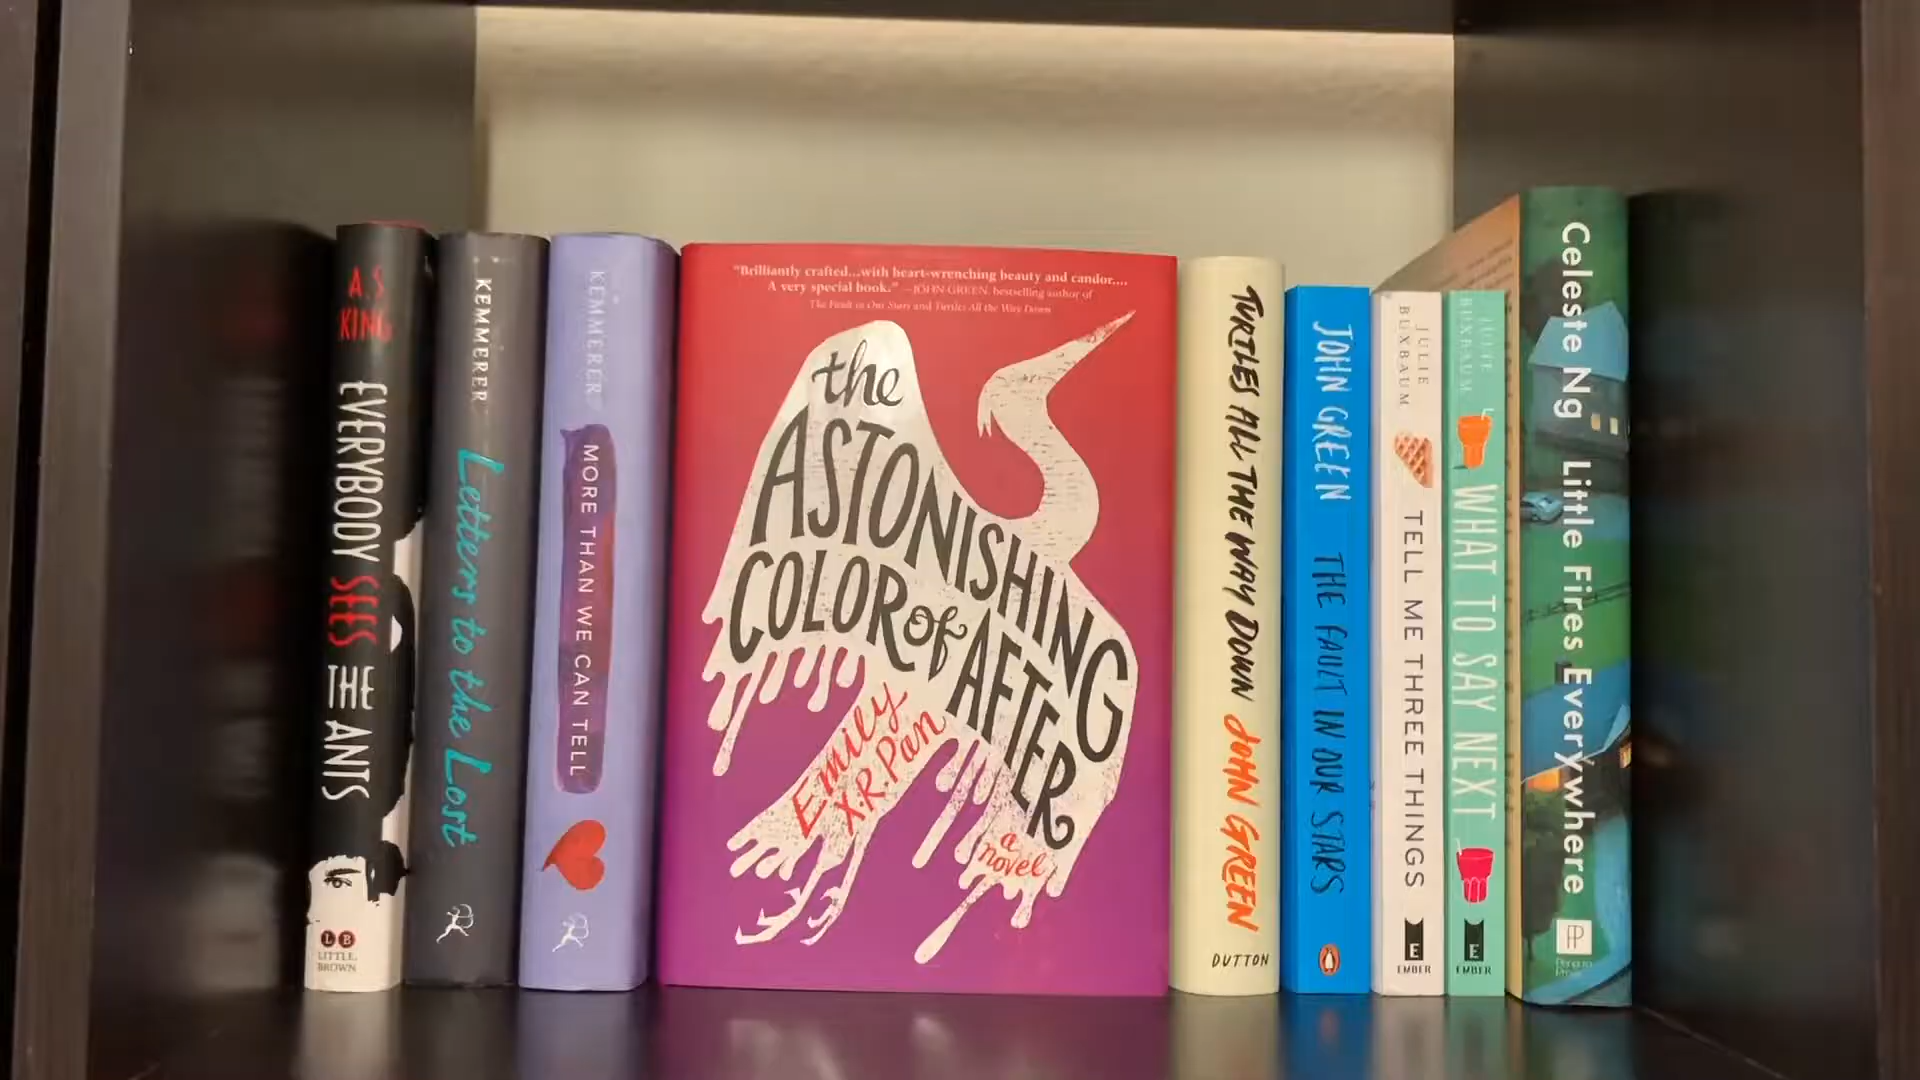 A.S.
KING
EVERYBODY SEES THE ANTS
L B
LITTLE,
BROWN
KEMMERER
Letters to the Lost
KEMMERER
MORE THAN WE CAN TELL
"Brilliantly crafted...with heart-wrenching beauty and candor....
A very special book." —JOHN GREEN, bestselling author of
The Fault in Our Stars and Turtles All the Way Down
the
ASTONISHING
COLOR of AFTER
Emily
X.R. Pan
a
novel
TURTLES ALL THE WAY DOWN JOHN GREEN
DUTTON
JOHN GREEN THE FAULT IN OUR STARS
JULIE
BUXBAUM
TELL ME THREE THINGS
E
EMBER
JULIE
BUXBAUM
WHAT TO SAY NEXT
E
EMBER
Celeste Ng Little Fires Everywhere
PP
Penguin
Press